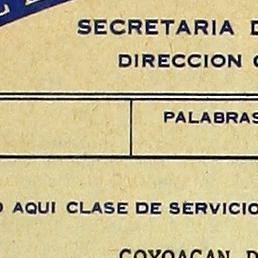 SECRETARIA D
DIRECCION
PALABRAS
O AQUI CLASE DE SERVICIO
COYOACAN D